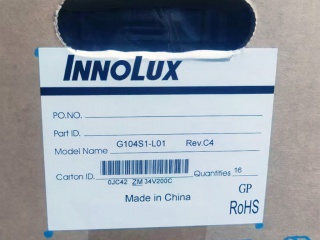 INNOLUX
PO.NO.
Part ID.
Model Name G104S1-L01 Rev.C4
Carton ID. 0JC42 ZM 34V200C Quantities 16
Made in China
GP
RoHS